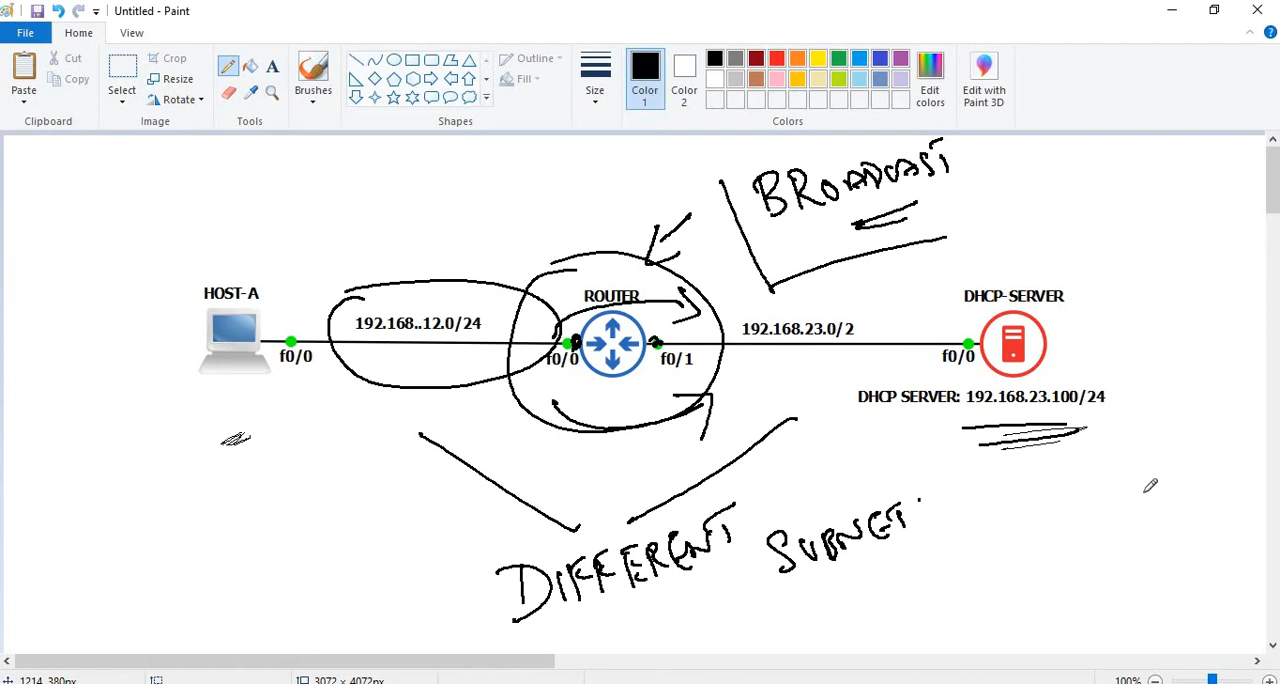 Untitled - Paint
File Home View
Paste
Cut
Copy
Clipboard
Select
Crop
Resize
Rotate
Image
A
Tools
Brushes
Outline
Fill
Shapes
Size
Color 1
Color 2
Edit colors
Colors
Edit with Paint 3D
BROADCAST
HOST-A
ROUTER
DHCP-SERVER
192.168..12.0/24
192.168.23.0/2
f0/0
f0/0
f0/1
f0/0
DHCP SERVER: 192.168.23.100/24
DIFFERENT SUBNET
1214, 380px
3072 × 4072px
100%